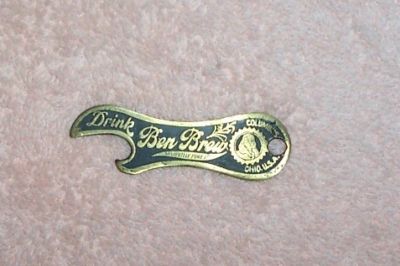 Drink
Ben Brew
COLUMBUS
OHIO, U.S.A.